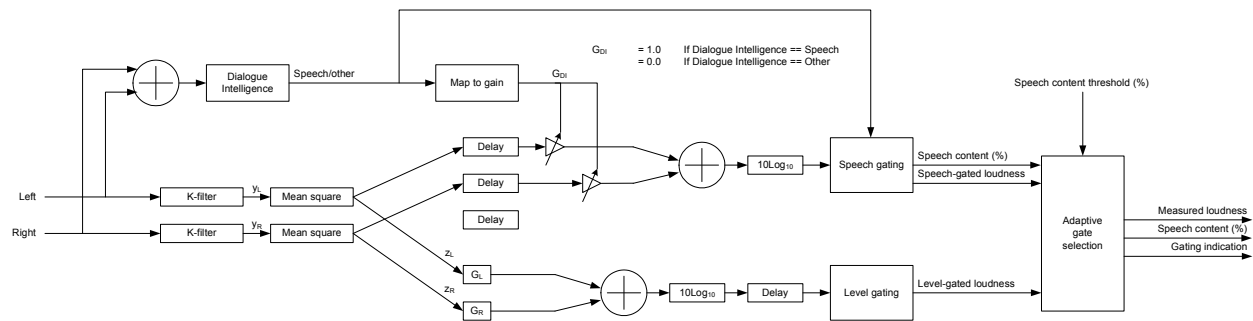 G_DI = 1.0 If Dialogue Intelligence == Speech
= 0.0 If Dialogue Intelligence == Other
Dialogue Intelligence
Speech/other
Map to gain
G_DI
Speech content threshold (%)
Delay
10Log10
Speech gating
Speech content (%)
Speech-gated loudness
Delay
Left
K-filter
y_L
Mean square
Delay
Adaptive gate selection
Measured loudness
Speech content (%)
Gating indication
Right
K-filter
y_R
Mean square
z_L
G_L
z_R
G_R
10Log10
Delay
Level gating
Level-gated loudness